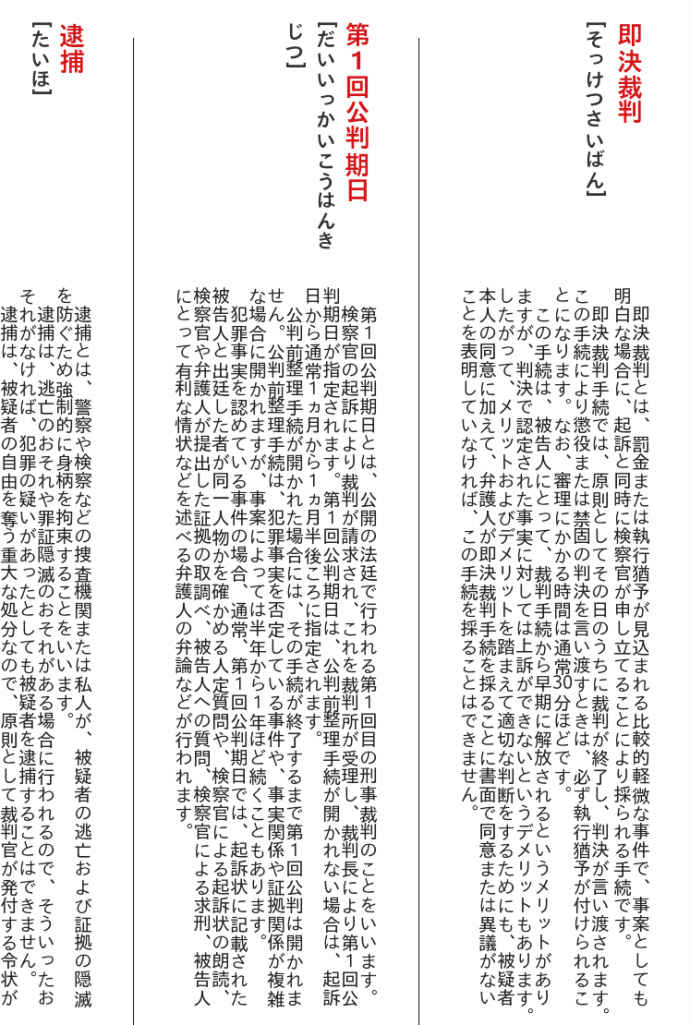 即決裁判
[そっけつさいばん]
即決裁判とは、罰金または執行猶予が見込まれる比較的軽微な事件で、事案としても
明白な場合に、起訴と同時に検察官が申し立てることにより採られる手続です。
即決裁判手続では、原則としてその日のうちに裁判が終了し、判決が言い渡されます。
この手続により懲役または禁固の判決を言い渡すときは、必ず執行猶予が付けられるこ
とになります。なお、審理にかかる時間は通常30分ほどです。
この手続は、被告人にとって、裁判手続から早期に解放されるというメリットがあり
ますが、判決で認定された事実に対しては上訴ができないというデメリットもあります。
したがって、メリットおよびデメリットを踏まえて適切な判断をするためにも、被疑者
本人の同意に加えて、弁護人が即決裁判手続を採ることに書面で同意または異議がない
ことを表明していなければ、この手続を採ることはできません。
第1回公判期日
[だいいっかいこうはんき
じつ]
第1回公判期日とは、公開の法廷で行われる第1回目の刑事裁判のことをいいます。
検察官の起訴により裁判が請求され、これを裁判所が受理し、裁判長により第1回公
判期日が指定されます。第1回公判期日は、公判前整理手続が開かれない場合は、起訴
日から通常1ヵ月から1ヵ月半後ころに指定されます。
公判前整理手続が開かれた場合には、その手続が終了するまで第1回公判は開かれま
せん。公判前整理手続は、犯罪事実を否定している事件や、事実関係や証拠関係が複雑
な場合に開かれますが、事案によっては半年から1年ほど続くこともあります。
犯罪事実を認めている事件の場合、通常、第1回公判期日では、起訴状に記載された
被告人と出廷した者が同一人物かを確かめる人定質問や、検察官による起訴状の朗読、
検察官や弁護人が提出した証拠の取調べ、被告人への質問、検察官による求刑、被告人
にとって有利な情状などを述べる弁護人の弁論などが行われます。
逮捕
[たいほ]
逮捕とは、警察や検察などの捜査機関または私人が、被疑者の逃亡および証拠の隠滅
を防ぐため強制的に身柄を拘束することをいいます。
逮捕は、逃亡のおそれや罪証隠滅のおそれがある場合に行われるので、そういったお
それがなければ、犯罪の疑いがあったとしても被疑者を逮捕することはできません。
逮捕は、被疑者の自由を奪う重大な処分なので、原則として裁判官が発付する令状が